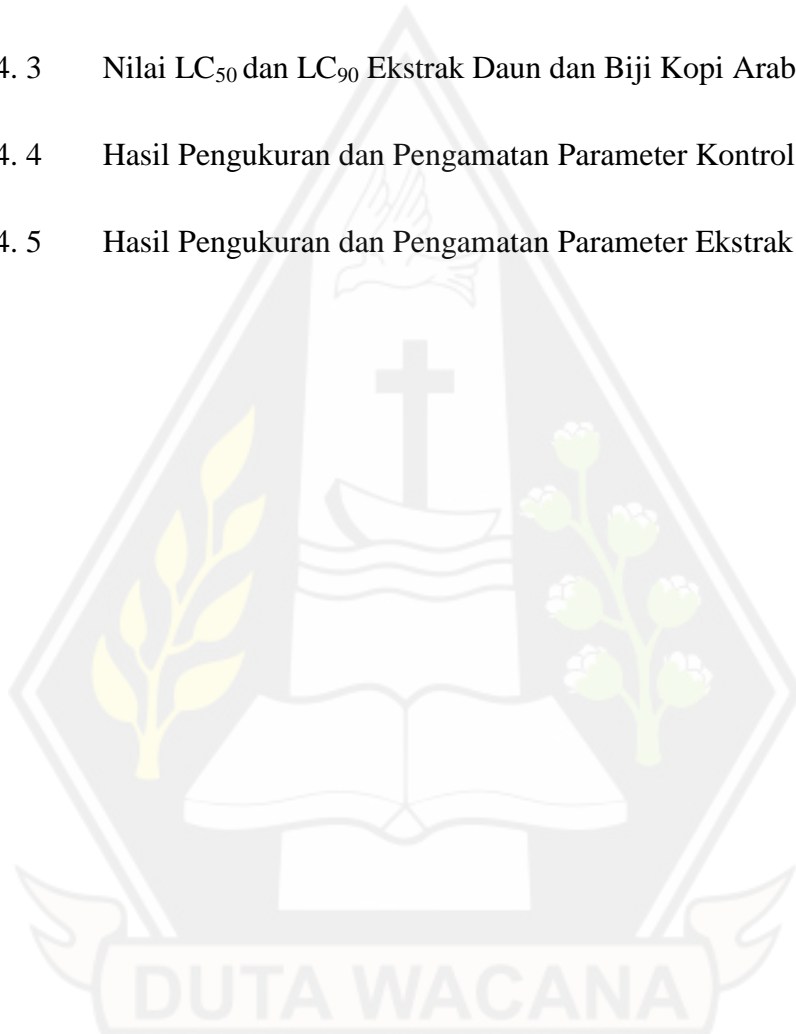 4. 3 Nilai LC50 dan LC90 Ekstrak Daun dan Biji Kopi Arab
4. 4 Hasil Pengukuran dan Pengamatan Parameter Kontrol
4. 5 Hasil Pengukuran dan Pengamatan Parameter Ekstrak
DUTA WACANA